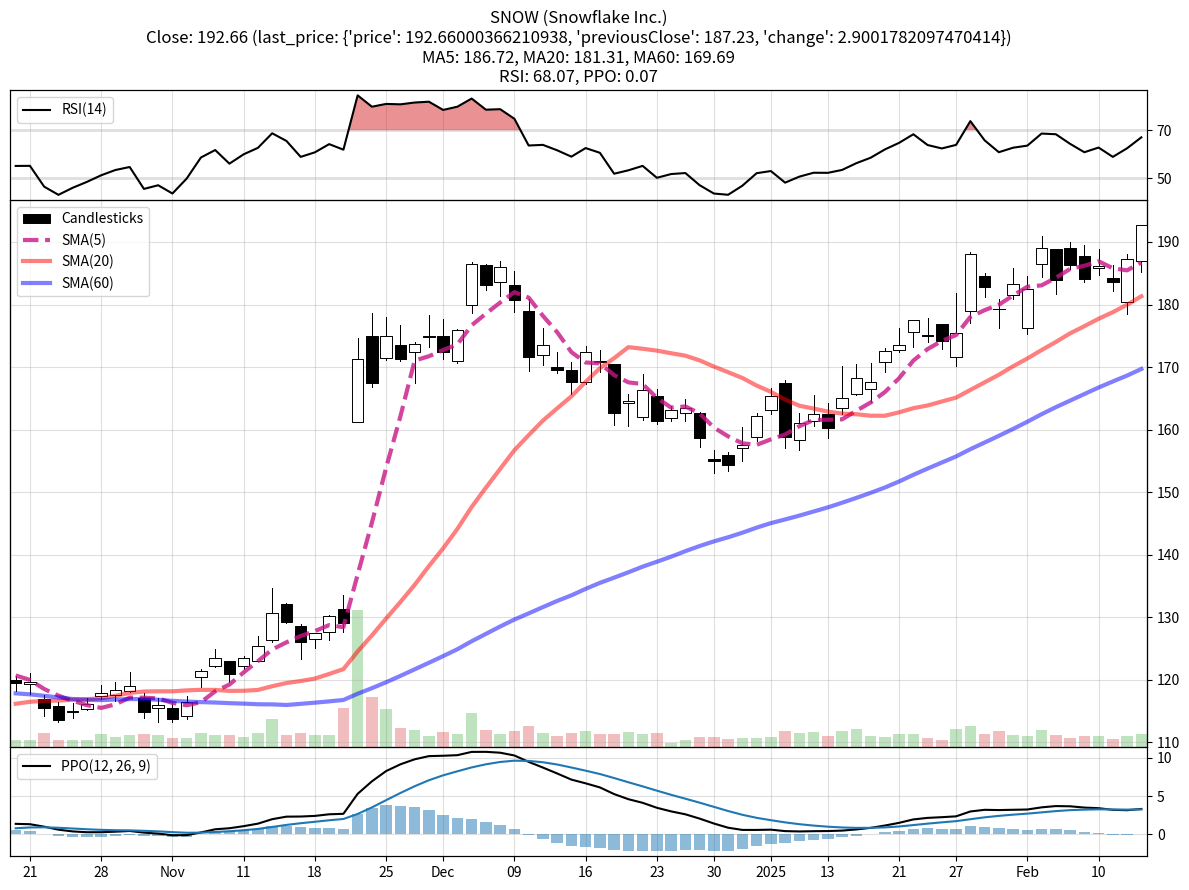 SNOW (Snowflake Inc.)
Close: 192.66 (last_price: {'price': 192.66000366210938, 'previousClose': 187.23, 'change': 2.9001782097470414})
MA5: 186.72, MA20: 181.31, MA60: 169.69
RSI: 68.07, PPO: 0.07
RSI(14)
70
50
Candlesticks
SMA(5)
SMA(20)
SMA(60)
190
180
170
160
150
140
130
120
110
PPO(12, 26, 9)
10
5
0
21 28 Nov 11 18 25 Dec 09 16 23 30 2025 13 21 27 Feb 10